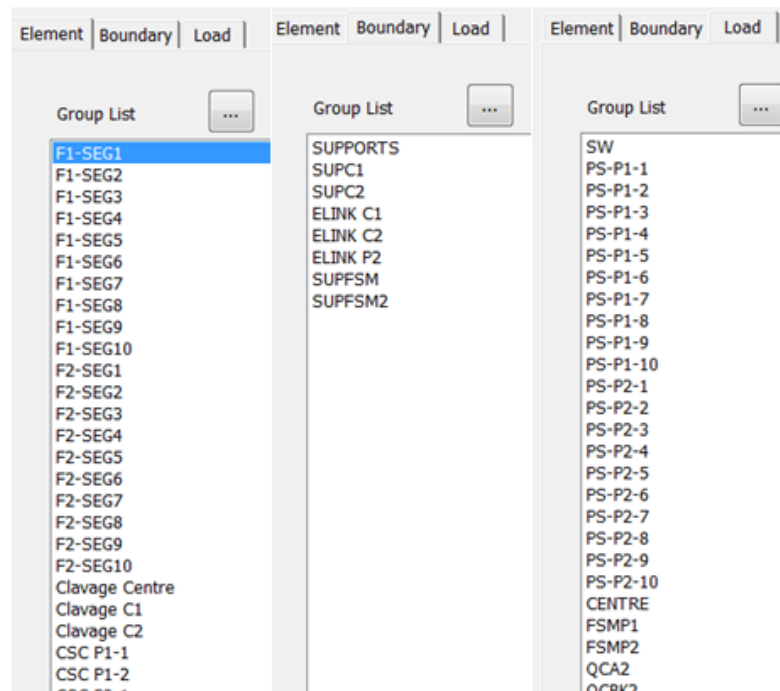 Element Boundary Load
Group List ...
F1-SEG1
F1-SEG2
F1-SEG3
F1-SEG4
F1-SEG5
F1-SEG6
F1-SEG7
F1-SEG8
F1-SEG9
F1-SEG10
F2-SEG1
F2-SEG2
F2-SEG3
F2-SEG4
F2-SEG5
F2-SEG6
F2-SEG7
F2-SEG8
F2-SEG9
F2-SEG10
Clavage Centre
Clavage C1
Clavage C2
CSC P1-1
CSC P1-2
Element Boundary Load
Group List ...
SUPPORTS
SUPC1
SUPC2
ELINK C1
ELINK C2
ELINK P2
SUPFSM
SUPFSM2
Element Boundary Load
Group List ...
SW
PS-P1-1
PS-P1-2
PS-P1-3
PS-P1-4
PS-P1-5
PS-P1-6
PS-P1-7
PS-P1-8
PS-P1-9
PS-P1-10
PS-P2-1
PS-P2-2
PS-P2-3
PS-P2-4
PS-P2-5
PS-P2-6
PS-P2-7
PS-P2-8
PS-P2-9
PS-P2-10
CENTRE
FSMP1
FSMP2
QCA2